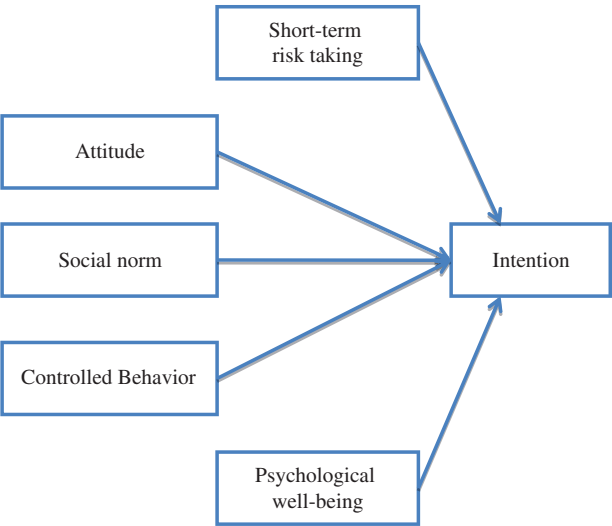 Short-term
risk taking
Attitude
Social norm
Intention
Controlled Behavior
Psychological
well-being